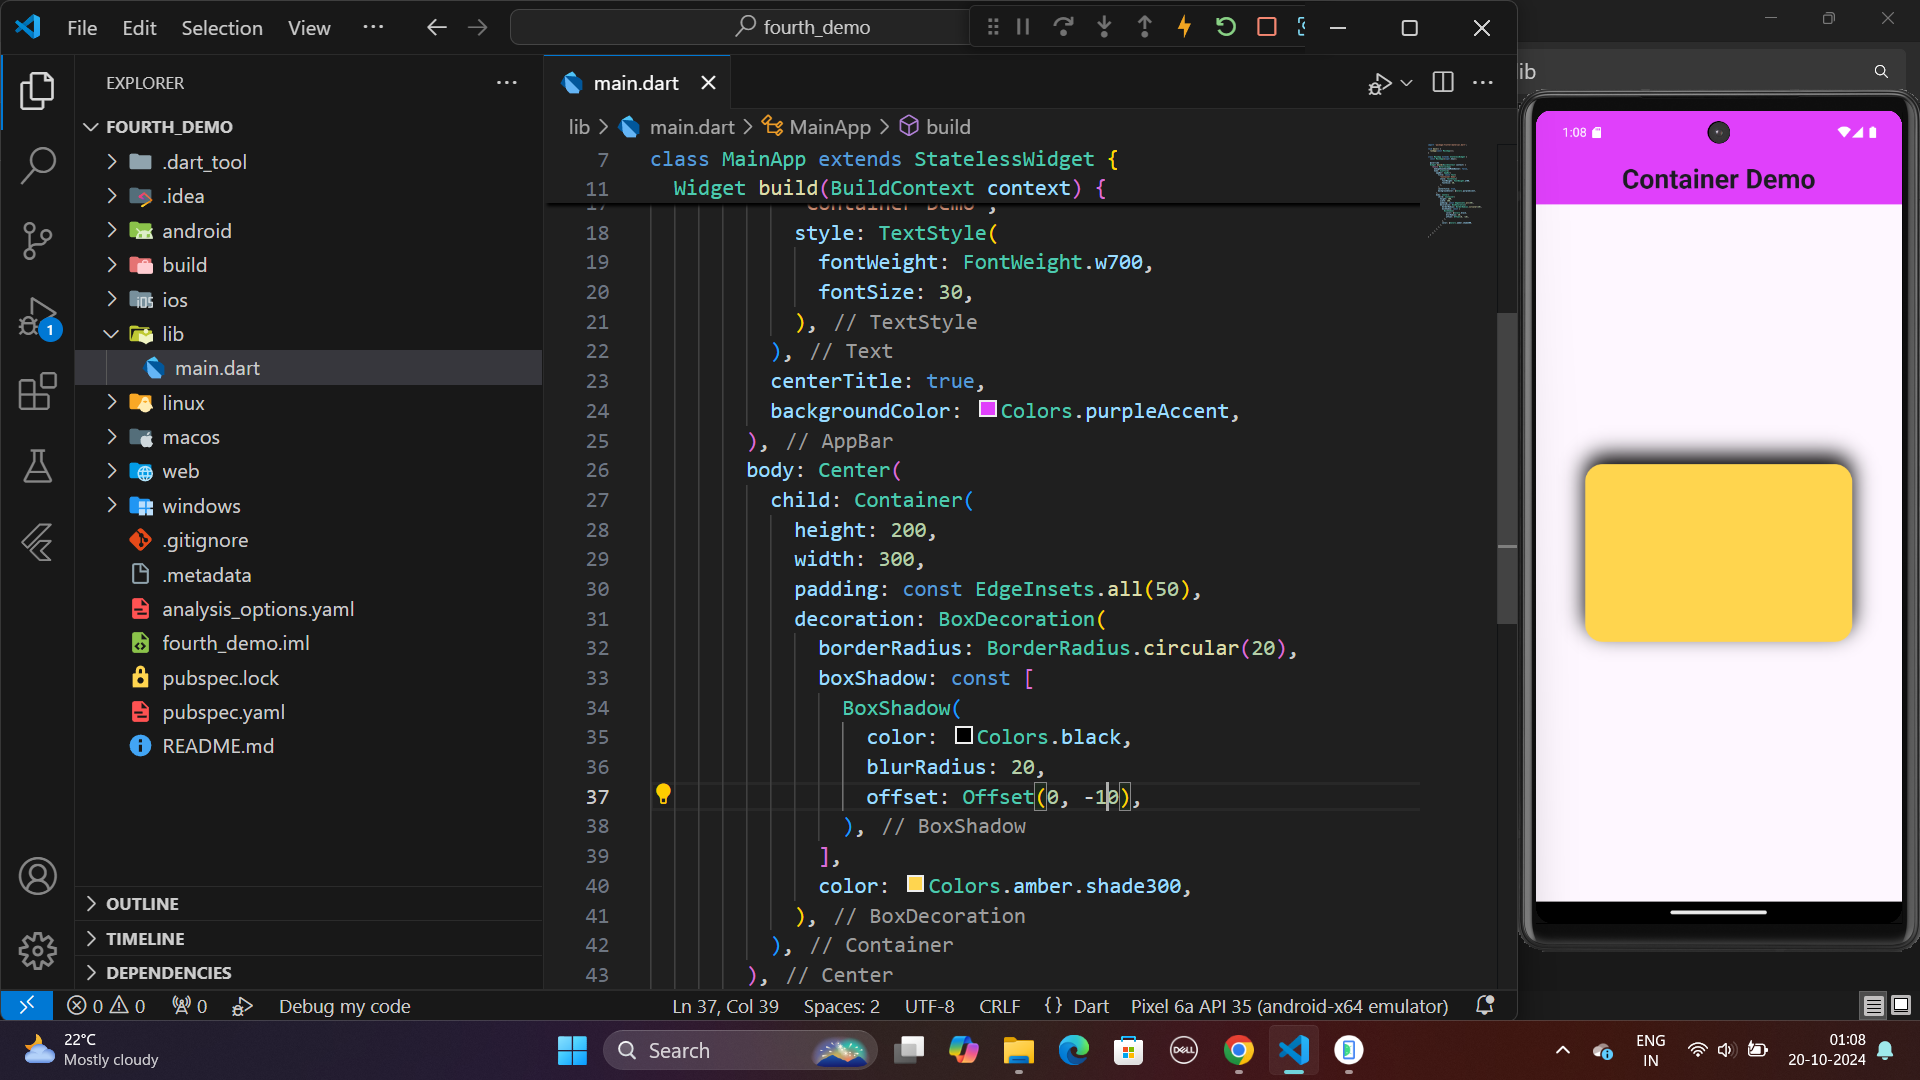 File Edit Selection View ... fourth_demo
ib
EXPLORER
main.dart
FOURTH_DEMO
.dart_tool
.idea
android
build
ios
lib
main.dart
linux
macos
web
windows
.gitignore
.metadata
analysis_options.yaml
fourth_demo.iml
pubspec.lock
pubspec.yaml
README.md
OUTLINE
TIMELINE
DEPENDENCIES
1
lib > main.dart > MainApp > build
7 class MainApp extends StatelessWidget {
11 Widget build(BuildContext context) {
17 Container Demo ,
18 style: TextStyle(
19 fontWeight: FontWeight.w700,
20 fontSize: 30,
21 ), // TextStyle
22 ), // Text
23 centerTitle: true,
24 backgroundColor: Colors.purpleAccent,
25 ), // AppBar
26 body: Center(
27 child: Container(
28 height: 200,
29 width: 300,
30 padding: const EdgeInsets.all(50),
31 decoration: BoxDecoration(
32 borderRadius: BorderRadius.circular(20),
33 boxShadow: const [
34 BoxShadow(
35 color: Colors.black,
36 blurRadius: 20,
37 offset: Offset(0, -10),
38 ), // BoxShadow
39 ],
40 color: Colors.amber.shade300,
41 ), // BoxDecoration
42 ), // Container
43 ), // Center
1:08
Container Demo
0 0 0 Debug my code Ln 37, Col 39 Spaces: 2 UTF-8 CRLF {} Dart Pixel 6a API 35 (android-x64 emulator)
22°C
Mostly cloudy
Search
DELL
ENG
IN
01:08
20-10-2024